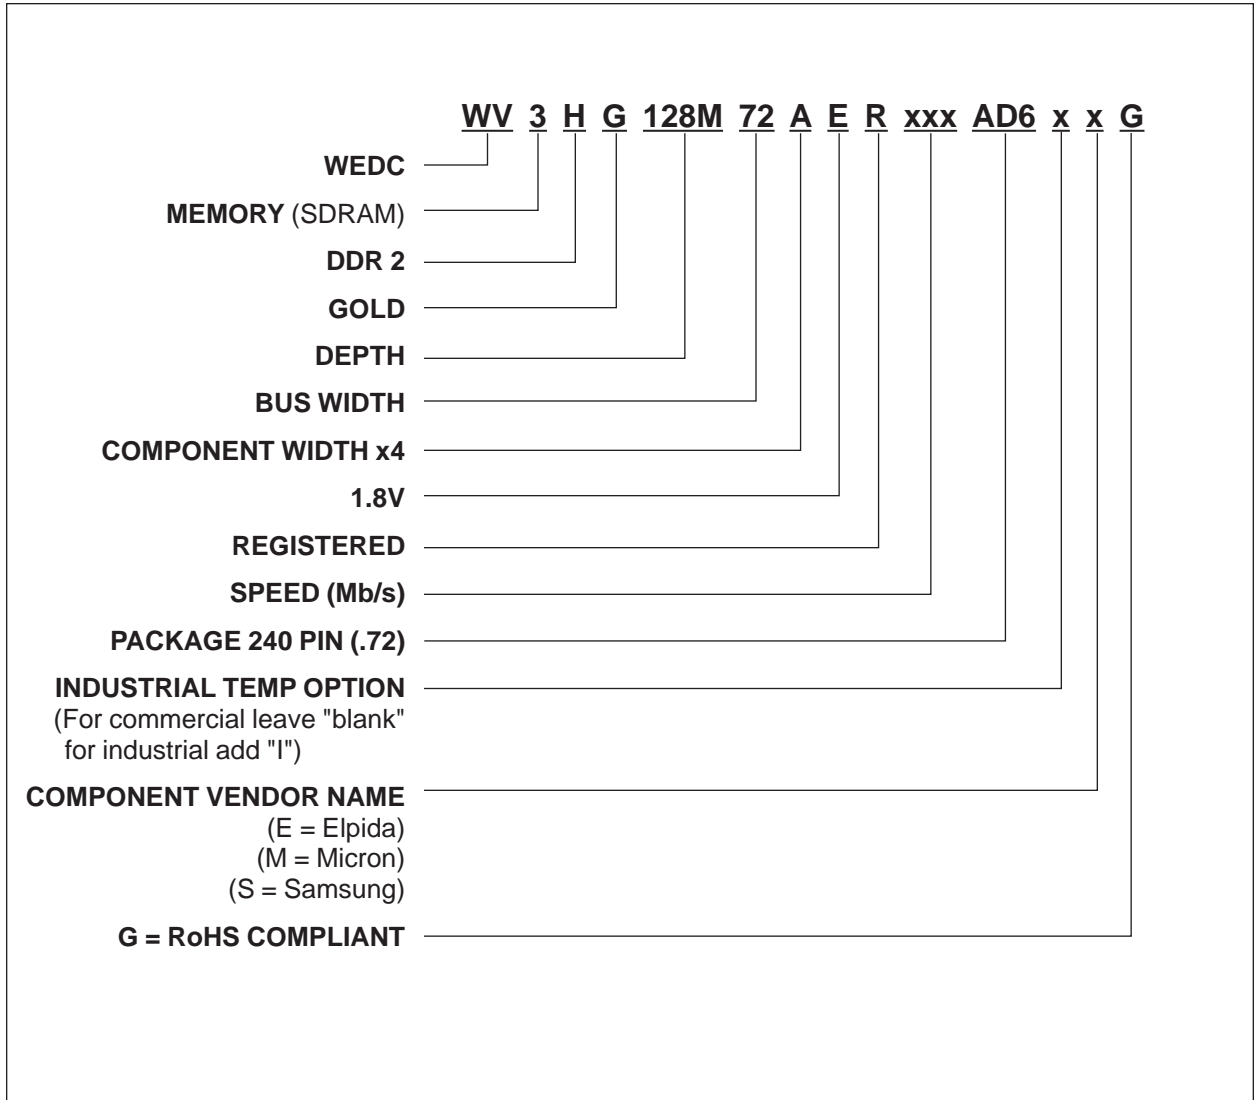 WV 3 H G 128M 72 A E R xxx AD6 x x G
WEDC
MEMORY (SDRAM)
DDR 2
GOLD
DEPTH
BUS WIDTH
COMPONENT WIDTH x4
1.8V
REGISTERED
SPEED (Mb/s)
PACKAGE 240 PIN (.72)
INDUSTRIAL TEMP OPTION
(For commercial leave "blank"
for industrial add "I")
COMPONENT VENDOR NAME
(E = Elpida)
(M = Micron)
(S = Samsung)
G = RoHS COMPLIANT